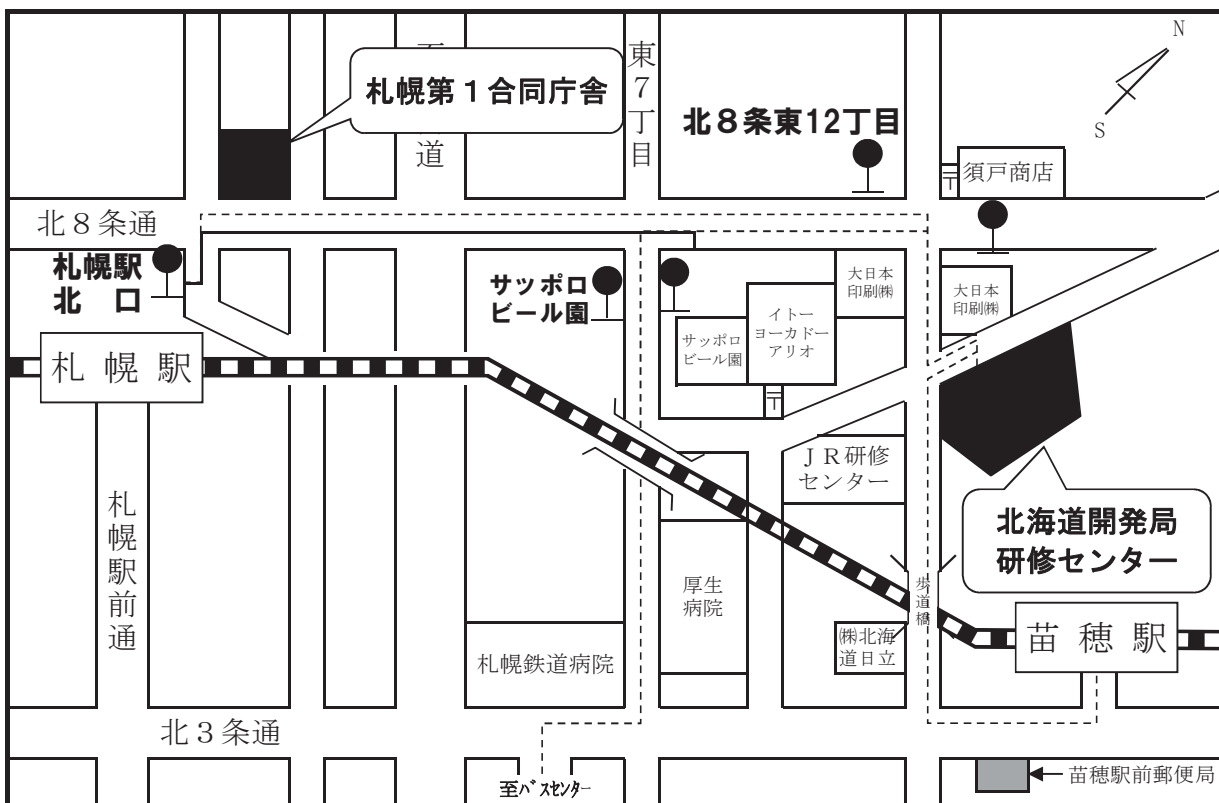 札幌第１合同庁舎
道
東７丁目
北８条東12丁目
N
S
〒
須戸商店
北８条通
札幌駅
北 口
サッポロ
ビール園
大日本
印刷㈱
大日本
印刷㈱
イトー
ヨーカドー
アリオ
サッポロ
ビール園
札幌駅
〒
ＪＲ研修
センター
北海道開発局
研修センター
札幌駅前通
厚生
病院
歩道橋
苗穂駅
㈱北海
道日立
札幌鉄道病院
北３条通
至バスセンター
苗穂駅前郵便局